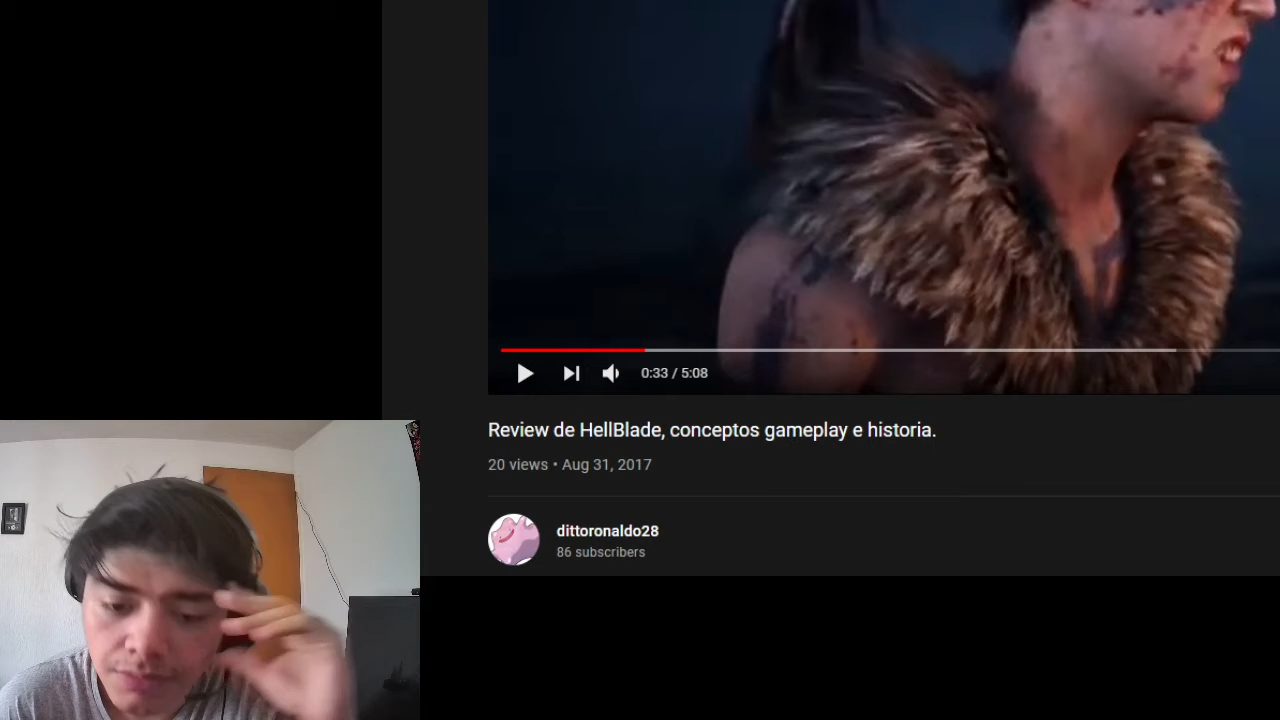 0:33 / 5:08
Review de HellBlade, conceptos gameplay e historia.
20 views • Aug 31, 2017
dittoronaldo28
86 subscribers